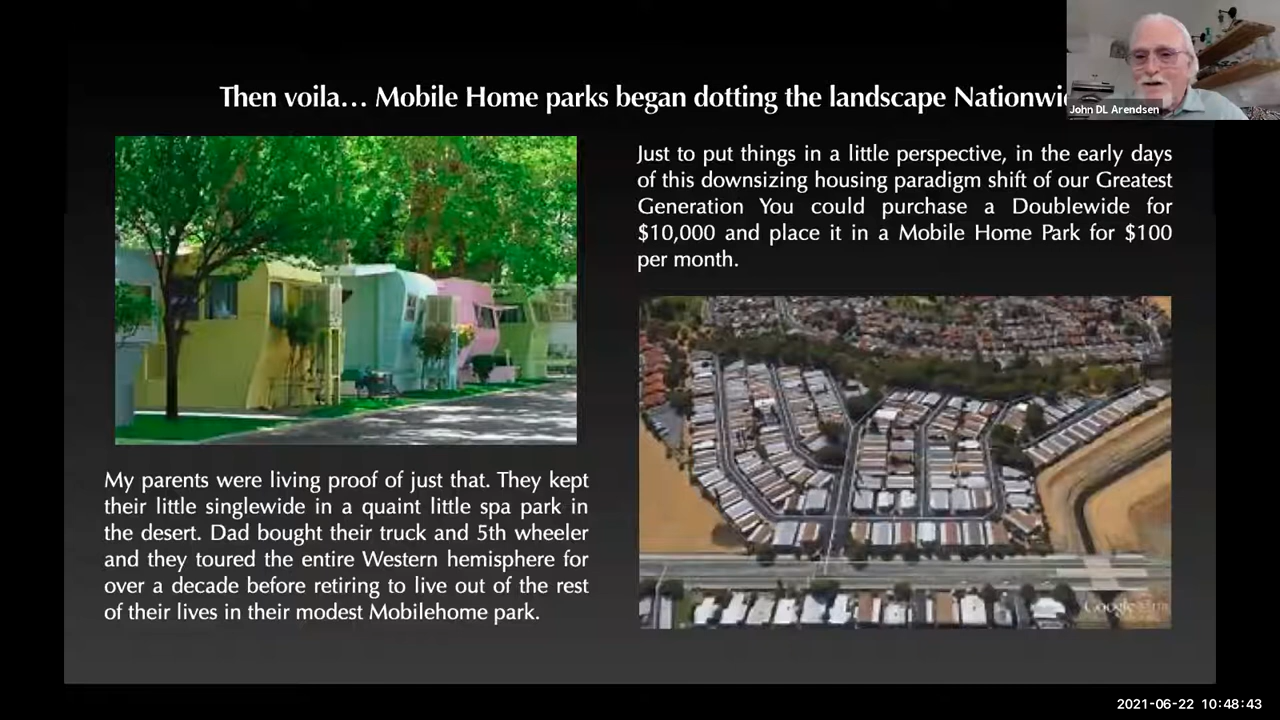 Then voila… Mobile Home parks began dotting the landscape
John DL Arendsen
Just to put things in a little perspective, in the early days
of this downsizing housing paradigm shift of our Greatest
Generation You could purchase a Doublewide for
$10,000 and place it in a Mobile Home Park for $100
per month.
My parents were living proof of just that. They kept
their little singlewide in a quaint little spa park in
the desert. Dad bought their truck and 5th wheeler
and they toured the entire Western hemisphere for
over a decade before retiring to live out of the rest
of their lives in their modest Mobilehome park.
Google
2021-06-22 10:48:43